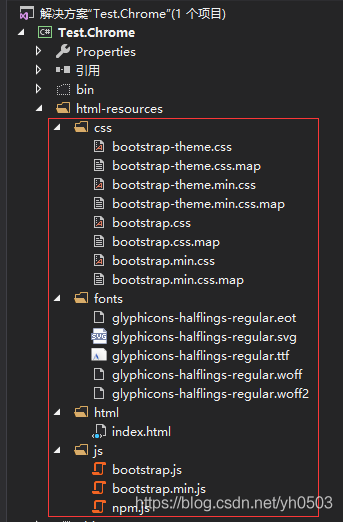 解决方案"Test.Chrome"(1 个项目)
Test.Chrome
Properties
引用
bin
html-resources
css
bootstrap-theme.css
bootstrap-theme.css.map
bootstrap-theme.min.css
bootstrap-theme.min.css.map
bootstrap.css
bootstrap.css.map
bootstrap.min.css
bootstrap.min.css.map
fonts
glyphicons-halflings-regular.eot
glyphicons-halflings-regular.svg
glyphicons-halflings-regular.ttf
glyphicons-halflings-regular.woff
glyphicons-halflings-regular.woff2
html
index.html
js
bootstrap.js
bootstrap.min.js
npm.js
https://blog.csdn.net/yh0503